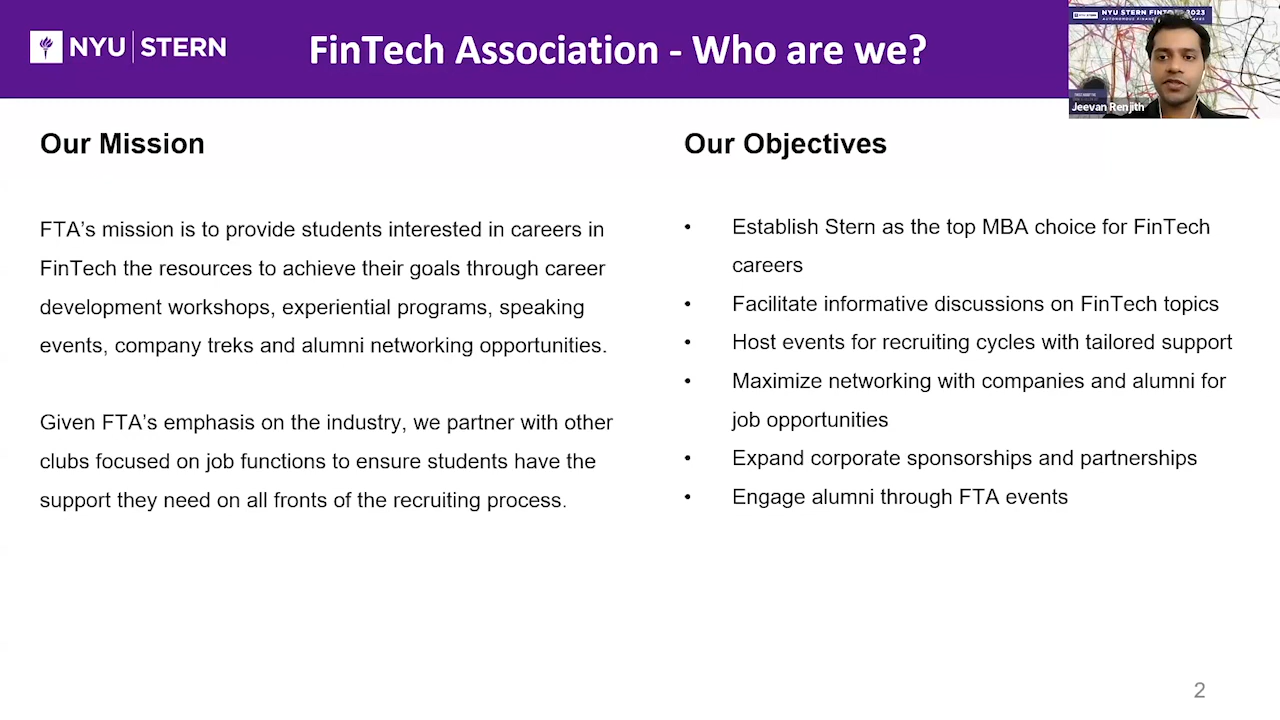 NYU STERN
FinTech Association - Who are we?
NYU STERN FINTECH 2023
Jeevan Renjith
Our Mission
FTA’s mission is to provide students interested in careers in
FinTech the resources to achieve their goals through career
development workshops, experiential programs, speaking
events, company treks and alumni networking opportunities.
Given FTA’s emphasis on the industry, we partner with other
clubs focused on job functions to ensure students have the
support they need on all fronts of the recruiting process.
Our Objectives
• Establish Stern as the top MBA choice for FinTech
careers
• Facilitate informative discussions on FinTech topics
• Host events for recruiting cycles with tailored support
• Maximize networking with companies and alumni for
job opportunities
• Expand corporate sponsorships and partnerships
• Engage alumni through FTA events
2